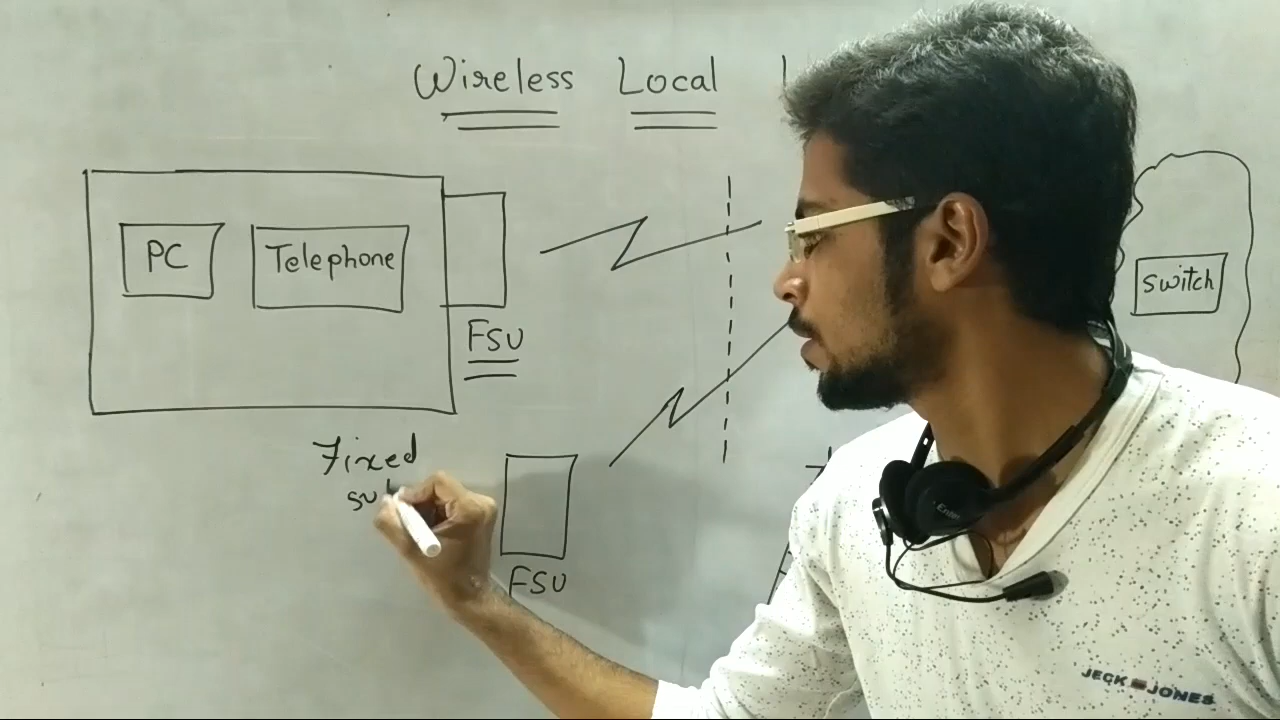 Wireless Local
PC
Telephone
FSU
switch
Fixed
FSU
JECK JONES